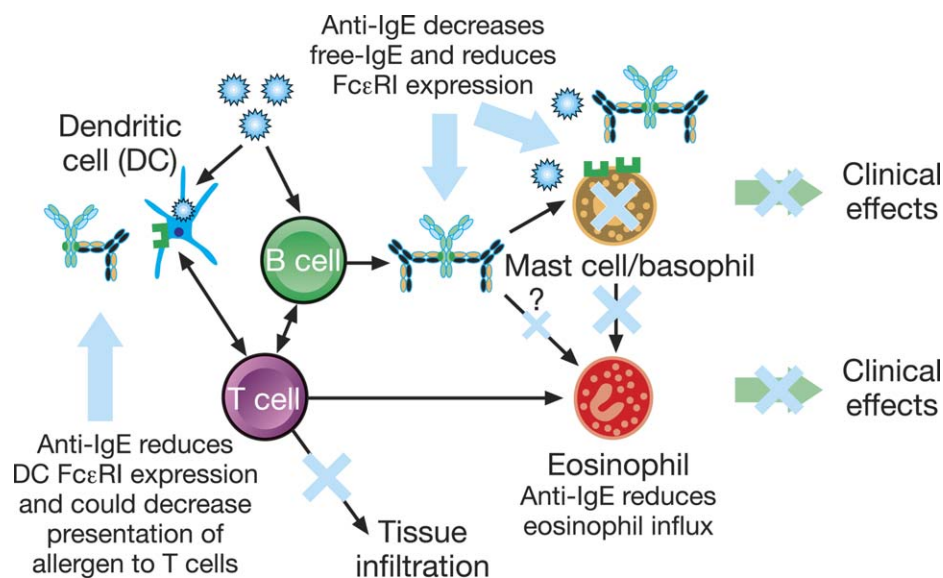 Anti-IgE decreases
free-IgE and reduces
FcεRI expression
Dendritic
cell (DC)
B cell
Mast cell/basophil
?
Clinical
effects
T cell
Clinical
effects
Anti-IgE reduces
DC FcεRI expression
and could decrease
presentation of
allergen to T cells
Tissue
infiltration
Eosinophil
Anti-IgE reduces
eosinophil influx